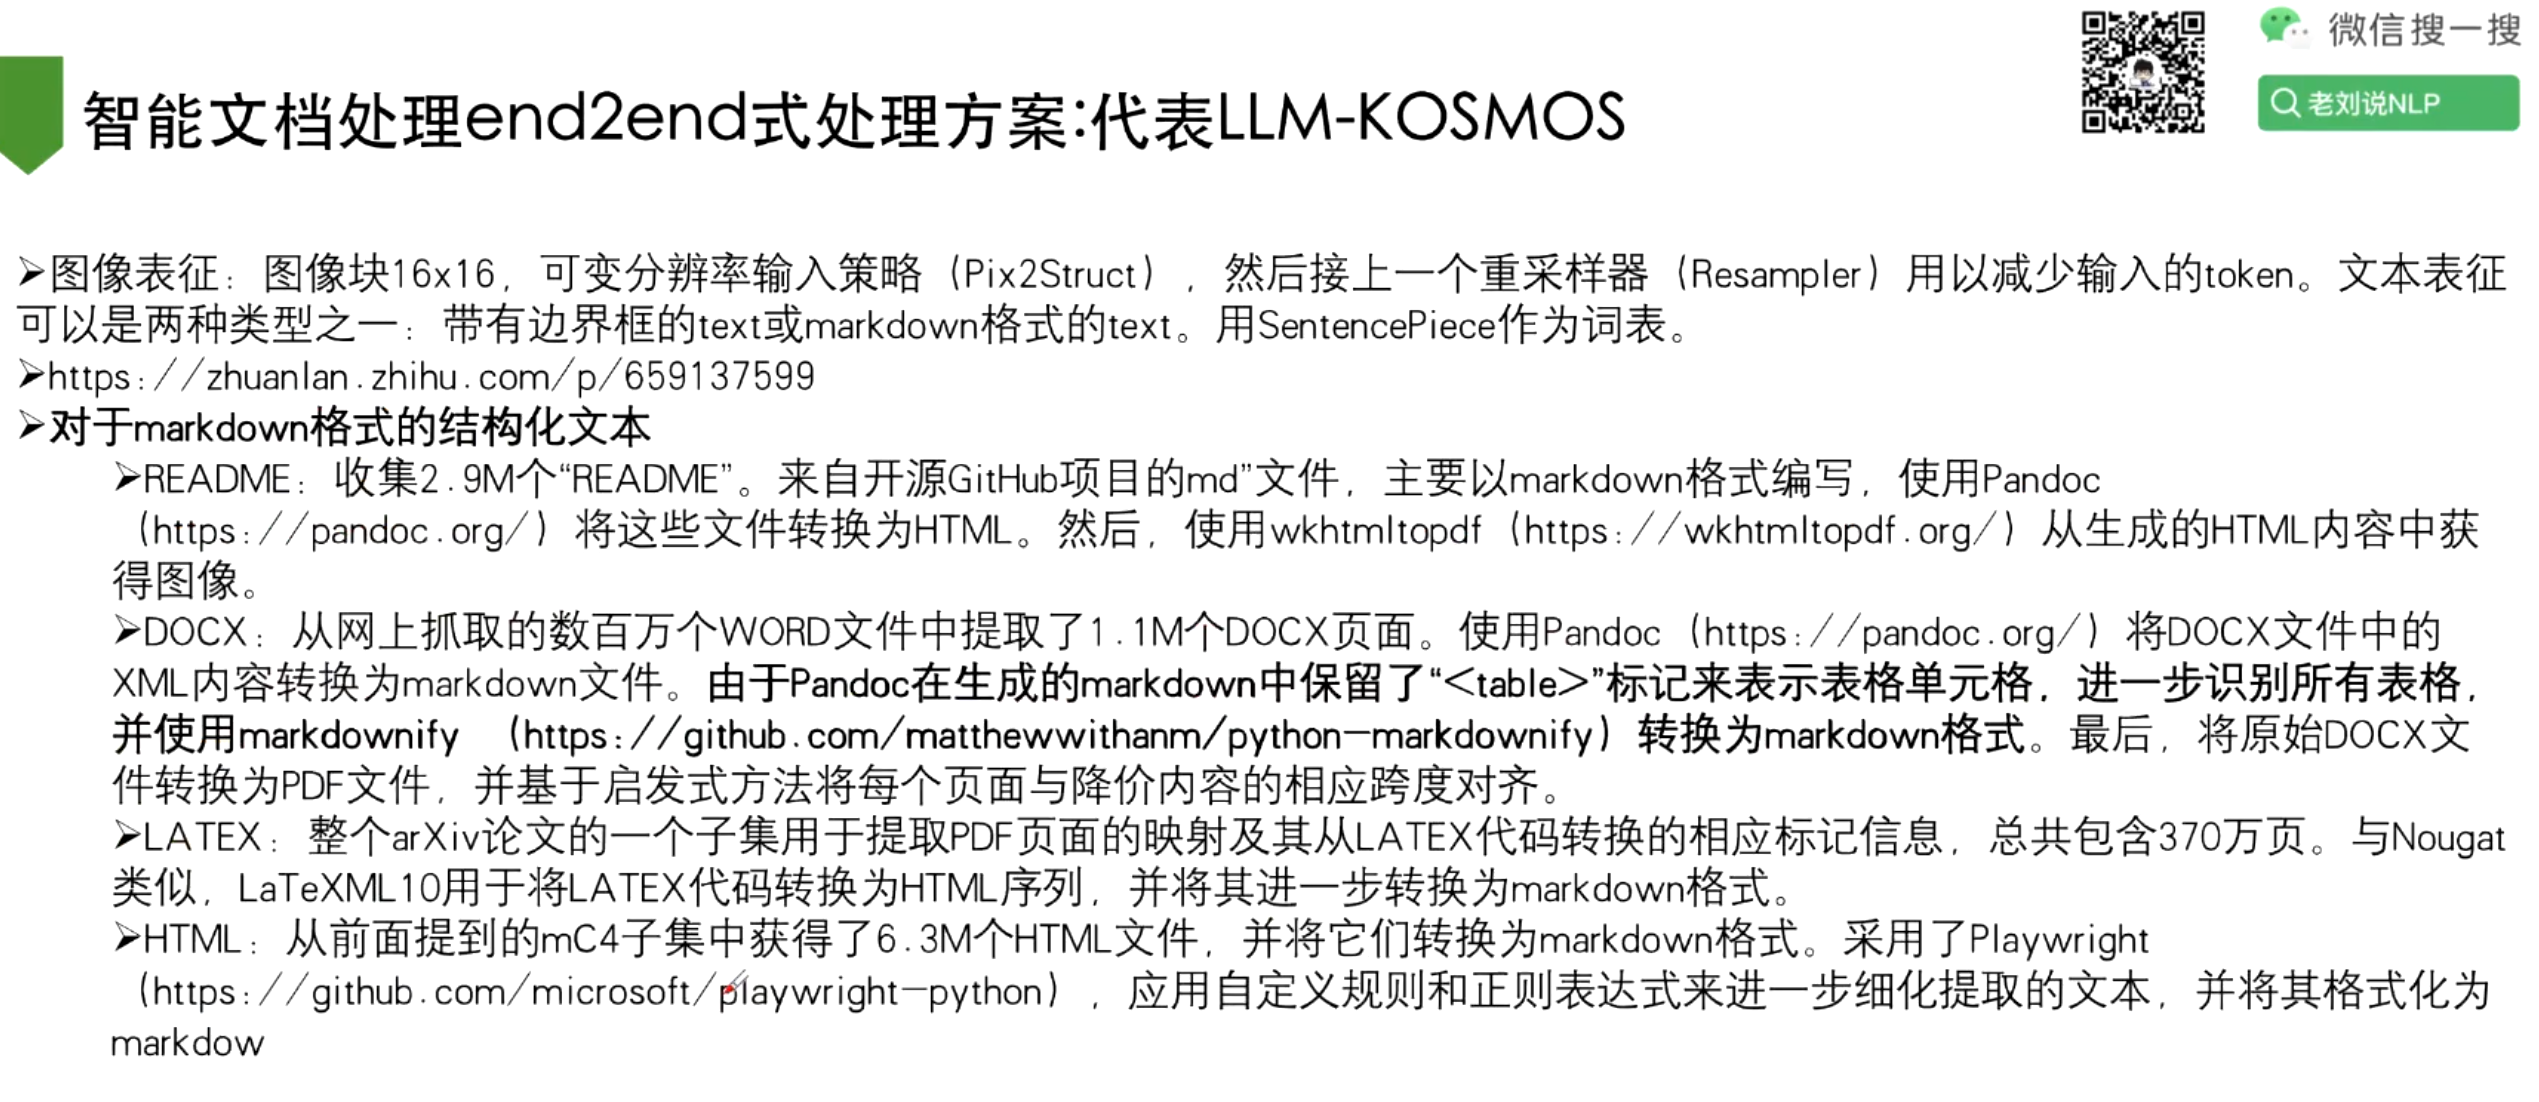 微信搜一搜
老刘说NLP
智能文档处理end2end式处理方案:代表LLM-KOSMOS
➢图像表征：图像块16x16，可变分辨率输入策略（Pix2Struct），然后接上一个重采样器（Resampler）用以减少输入的token。文本表征
可以是两种类型之一：带有边界框的text或markdown格式的text。用SentencePiece作为词表。
➢https://zhuanlan.zhihu.com/p/659137599
➢对于markdown格式的结构化文本
➢README：收集2.9M个“README”。来自开源GitHub项目的md”文件，主要以markdown格式编写，使用Pandoc
（https://pandoc.org/）将这些文件转换为HTML。然后，使用wkhtmltopdf（https://wkhtmltopdf.org/）从生成的HTML内容中获
得图像。
➢DOCX：从网上抓取的数百万个WORD文件中提取了1.1M个DOCX页面。使用Pandoc（https://pandoc.org/）将DOCX文件中的
XML内容转换为markdown文件。由于Pandoc在生成的markdown中保留了“<table>”标记来表示表格单元格，进一步识别所有表格，
并使用markdownify （https://github.com/matthewwithanm/python-markdownify）转换为markdown格式。最后，将原始DOCX文
件转换为PDF文件，并基于启发式方法将每个页面与降价内容的相应跨度对齐。
➢LATEX：整个arXiv论文的一个子集用于提取PDF页面的映射及其从LATEX代码转换的相应标记信息，总共包含370万页。与Nougat
类似，LaTeXML10用于将LATEX代码转换为HTML序列，并将其进一步转换为markdown格式。
➢HTML：从前面提到的mC4子集中获得了6.3M个HTML文件，并将它们转换为markdown格式。采用了Playwright
（https://github.com/microsoft/playwright-python），应用自定义规则和正则表达式来进一步细化提取的文本，并将其格式化为
markdow